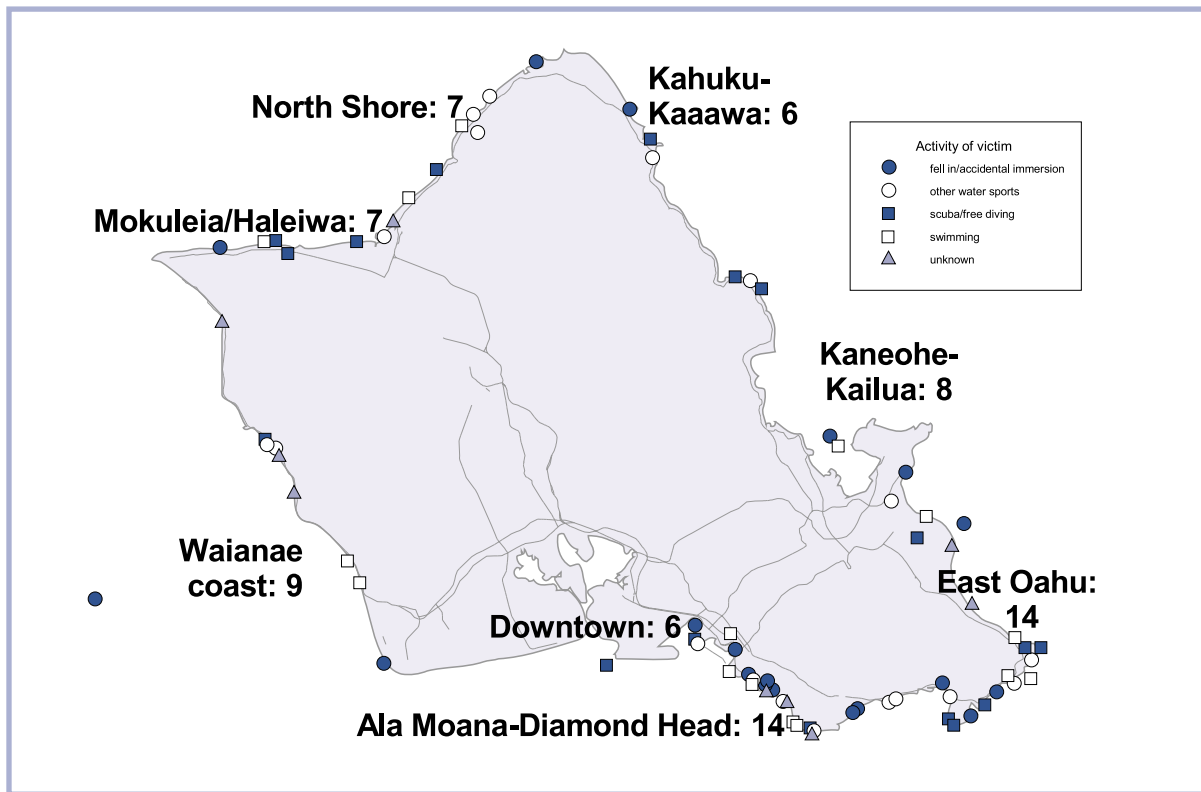 North Shore: 7
Kahuku-
Kaaawa: 6
Activity of victim
fell in/accidental immersion
other water sports
scuba/free diving
swimming
unknown
Mokuleia/Haleiwa: 7
Kaneohe-
Kailua: 8
Waianae
coast: 9
East Oahu:
14
Downtown: 6
Ala Moana-Diamond Head: 14